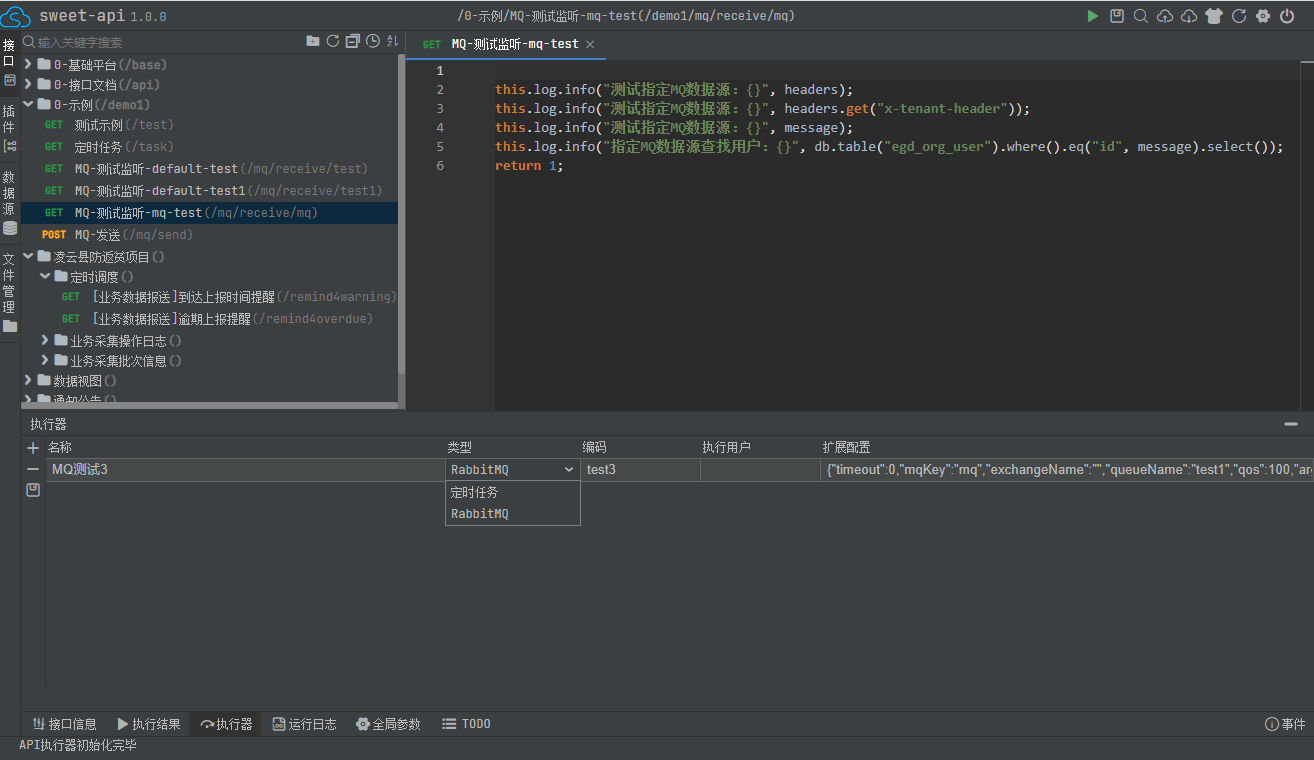 sweet-api 1.0.0
/0-示例/MQ-测试监听-mq-test(/demo1/mq/receive/mq)
接口
插件
数据源
文件管理
输入关键字搜索
0-基础平台(/base)
0-接口文档(/api)
0-示例(/demo1)
GET 测试示例(/test)
GET 定时任务(/task)
GET MQ-测试监听-default-test(/mq/receive/test)
GET MQ-测试监听-default-test1(/mq/receive/test1)
GET MQ-测试监听-mq-test(/mq/receive/mq)
POST MQ-发送(/mq/send)
凌云县防返贫项目()
定时调度()
GET [业务数据报送]到达上报时间提醒(/remind4warning)
GET [业务数据报送]逾期上报提醒(/remind4overdue)
业务采集操作日志()
业务采集批次信息()
数据视图()
通知公告()
GET MQ-测试监听-mq-test
1
2 this.log.info("测试指定MQ数据源：{}", headers);
3 this.log.info("测试指定MQ数据源：{}", headers.get("x-tenant-header"));
4 this.log.info("测试指定MQ数据源：{}", message);
5 this.log.info("指定MQ数据源查找用户：{}", db.table("egd_org_user").where().eq("id", message).select());
6 return 1;
执行器
名称 类型 编码 执行用户 扩展配置
MQ测试3 RabbitMQ test3 {"timeout":0,"mqKey":"mq","exchangeName":"","queueName":"test1","qos":100,"ar
定时任务
RabbitMQ
接口信息 执行结果 执行器 运行日志 全局参数 TODO 事件
API执行器初始化完毕